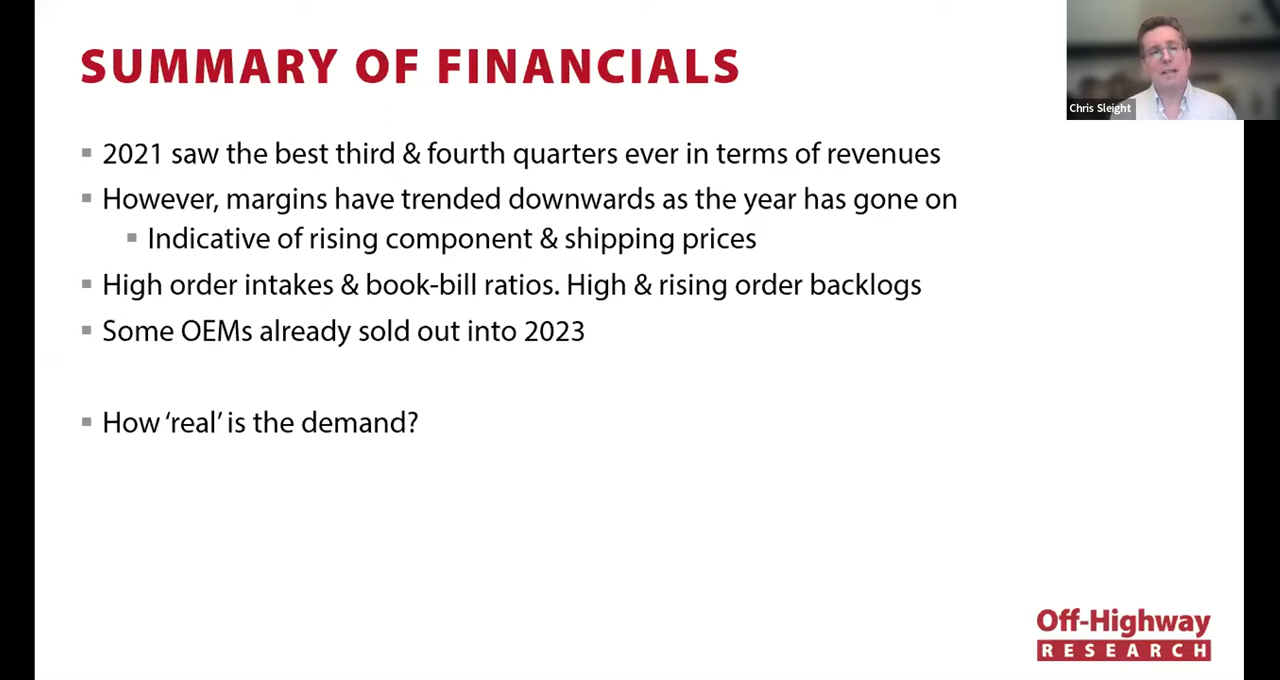 SUMMARY OF FINANCIALS
Chris Sleight
2021 saw the best third & fourth quarters ever in terms of revenues
However, margins have trended downwards as the year has gone on
Indicative of rising component & shipping prices
High order intakes & book-bill ratios. High & rising order backlogs
Some OEMs already sold out into 2023
How ‘real’ is the demand?
Off-Highway
RESEARCH